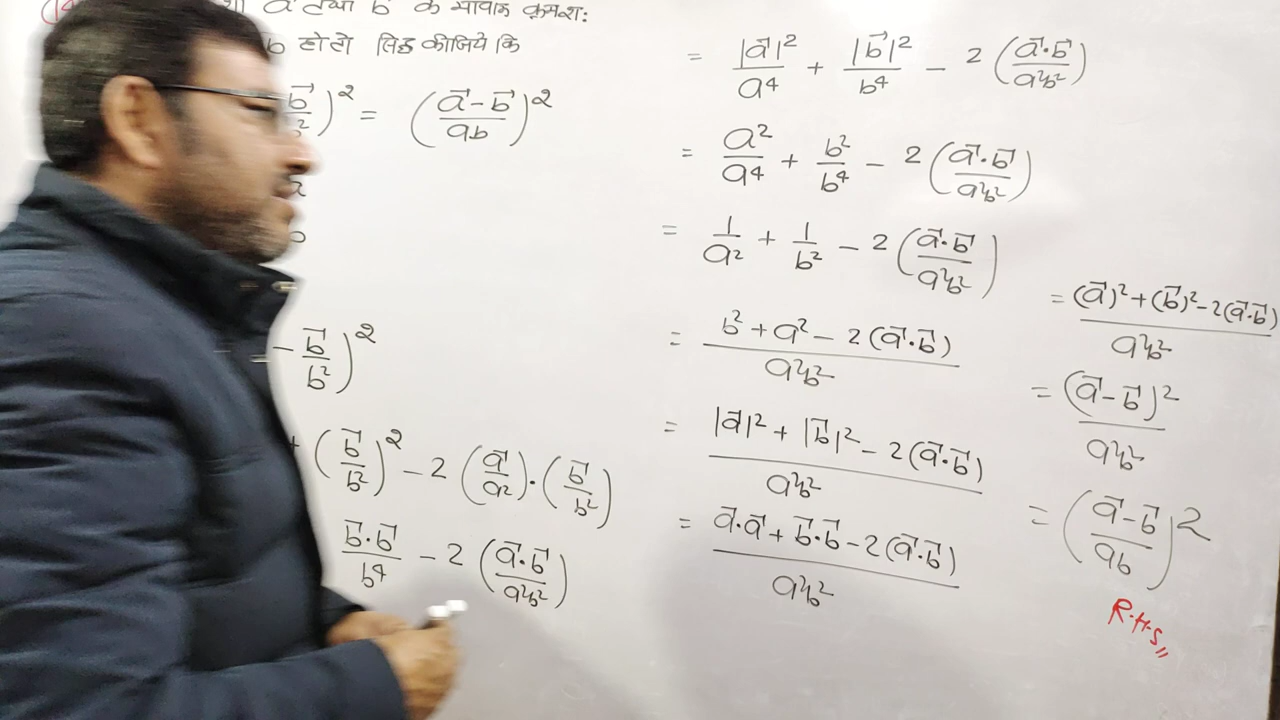 a⃗ तथा b⃗ के मापांक क्रमशः
b हो तो सिद्ध कीजिये कि
b⃗/b²)² = ((a⃗-b⃗)/ab)²
a
b
- b⃗/b²)²
+ (b⃗/b²)² - 2 (a⃗/a²)·(b⃗/b²)
b⃗·b⃗/b⁴ - 2 (a⃗·b⃗/a²b²)
= |a⃗|²/a⁴ + |b⃗|²/b⁴ - 2 (a⃗·b⃗/a²b²)
= a²/a⁴ + b²/b⁴ - 2 (a⃗·b⃗/a²b²)
= 1/a² + 1/b² - 2 (a⃗·b⃗/a²b²)
= (b² + a² - 2(a⃗·b⃗))/a²b²
= (|a⃗|² + |b⃗|² - 2(a⃗·b⃗))/a²b²
= (a⃗·a⃗ + b⃗·b⃗ - 2(a⃗·b⃗))/a²b²
= ((a⃗)² + (b⃗)² - 2(a⃗·b⃗))/a²b²
= (a⃗-b⃗)²/a²b²
= ((a⃗-b⃗)/ab)²
R.H.S,,